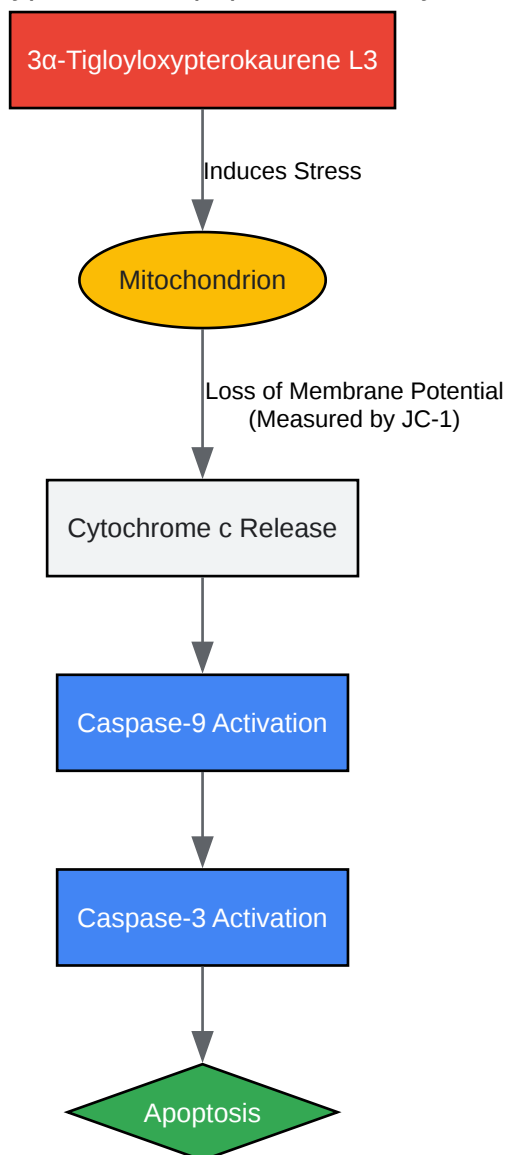 3α-Tigloyloxypterokaurene L3
Induces Stress
Mitochondrion
Loss of Membrane Potential
(Measured by JC-1)
Cytochrome c Release
Caspase-9 Activation
Caspase-3 Activation
Apoptosis